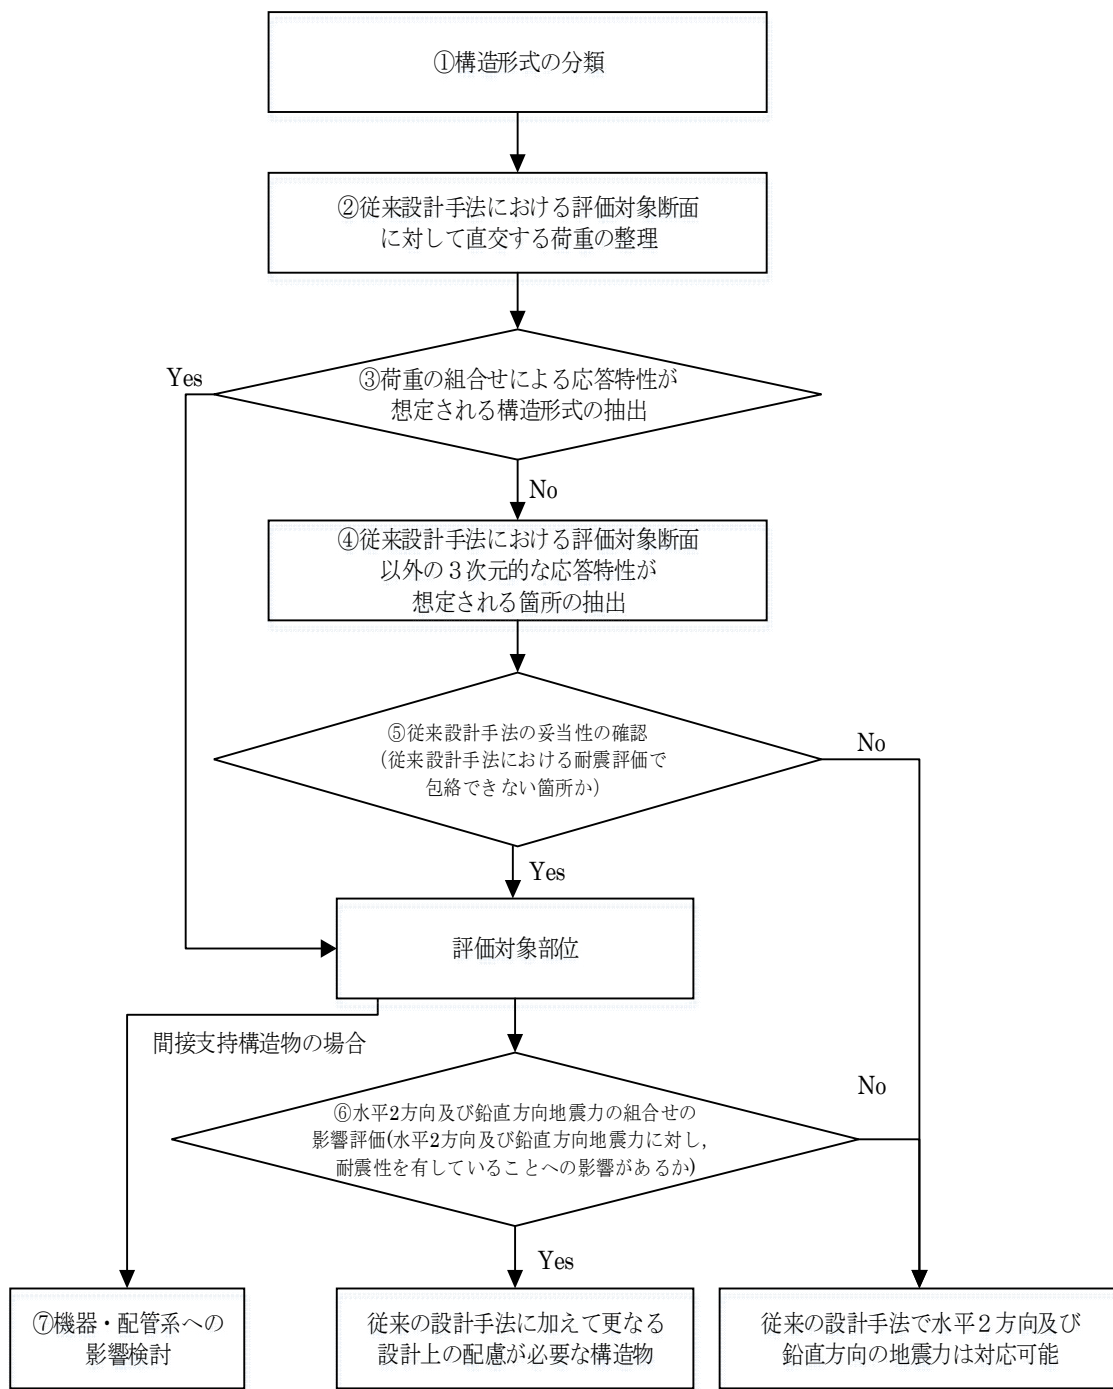 ①構造形式の分類
②従来設計手法における評価対象断面
に対して直交する荷重の整理
Yes
③荷重の組合せによる応答特性が
想定される構造形式の抽出
No
④従来設計手法における評価対象断面
以外の３次元的な応答特性が
想定される箇所の抽出
⑤従来設計手法の妥当性の確認
(従来設計手法における耐震評価で
包絡できない箇所か)
No
Yes
評価対象部位
間接支持構造物の場合
No
⑥水平2方向及び鉛直方向地震力の組合せの
影響評価(水平2方向及び鉛直方向地震力に対し,
耐震性を有していることへの影響があるか)
Yes
⑦機器・配管系への
影響検討
従来の設計手法に加えて更なる
設計上の配慮が必要な構造物
従来の設計手法で水平２方向及び
鉛直方向の地震力は対応可能